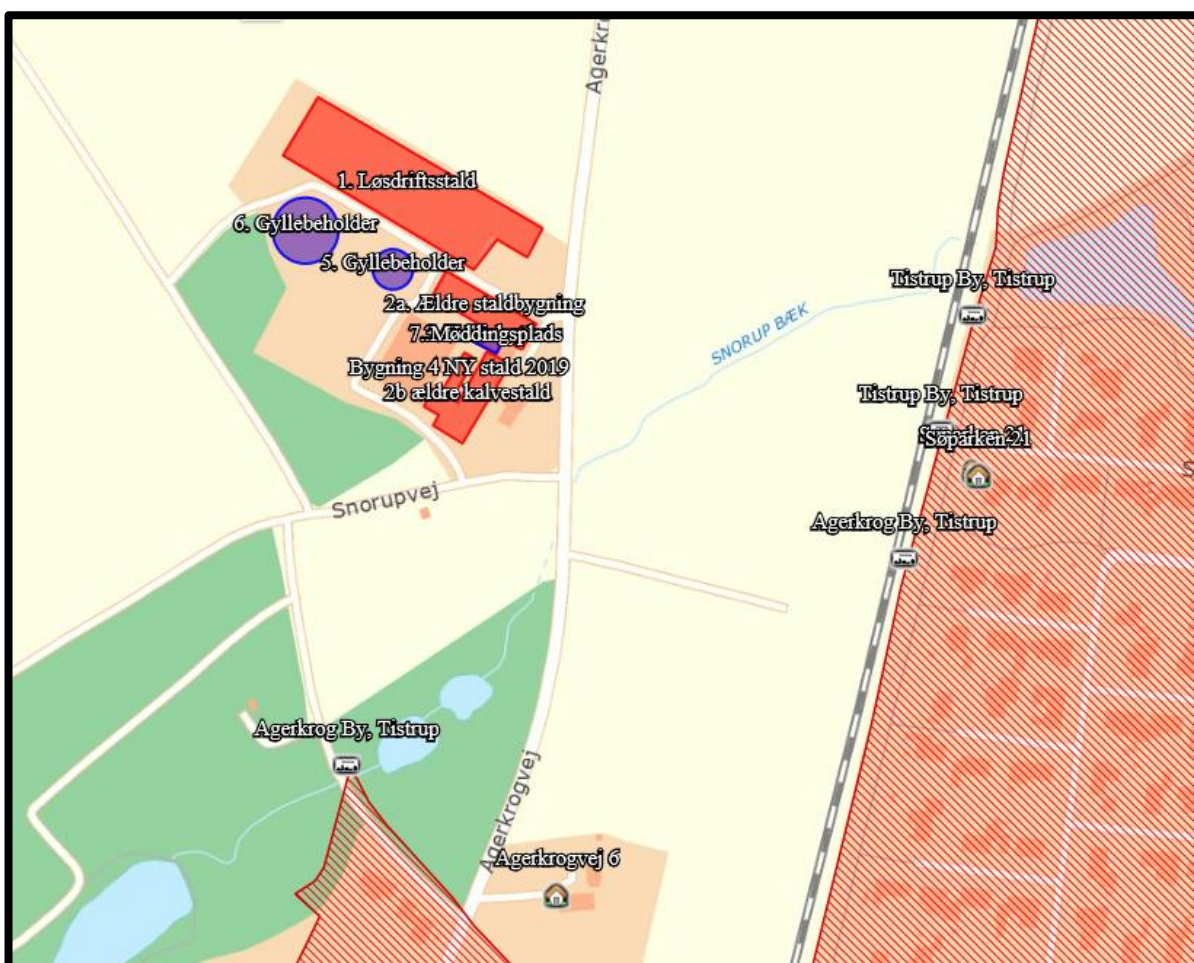 Agerkr
1. Løsdriftsstald
6. Gyllebeholder
5. Gyllebeholder
Tistrup By, Tistrup
2a. Ældre staldbygning
Møddingsplads
SNORUP BÆK
Bygning 4 NY stald 2019
2b ældre kalvestald
Tistrup By, Tistrup
Søparken 21
Snorupvej
Agerkrog By, Tistrup
Agerkrog By, Tistrup
Agerkrogvej
Agerkrogvej 6